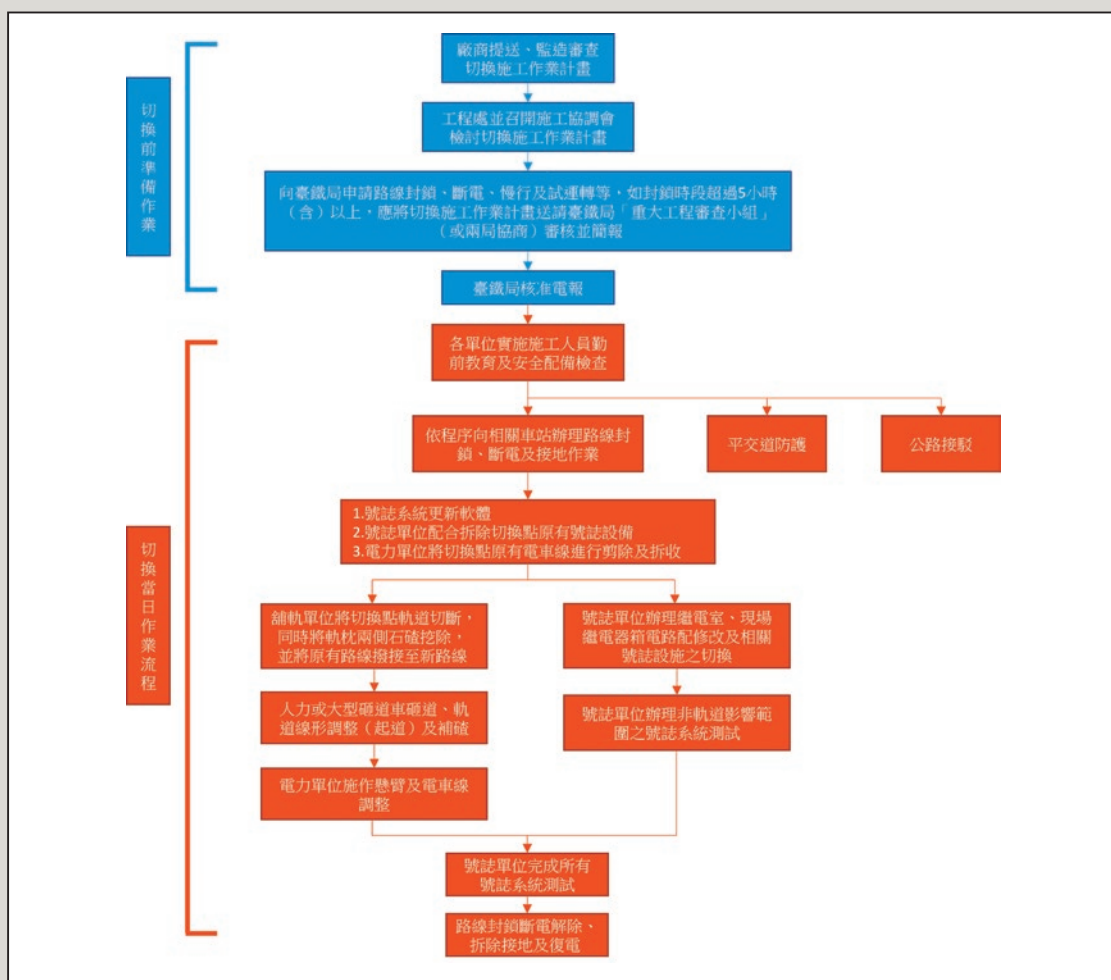 切換前準備作業
廠商提送、監造審查
切換施工作業計畫
工程處並召開施工協調會
檢討切換施工作業計畫
向臺鐵局申請路線封鎖、斷電、慢行及試運轉等，如封鎖時段超過5小時
（含）以上，應將切換施工作業計畫送請臺鐵局「重大工程審查小組」
（或兩局協商）審核並簡報
臺鐵局核准電報
切換當日作業流程
各單位實施施工人員勤
前教育及安全配備檢查
依程序向相關車站辦理路線封
鎖、斷電及接地作業
平交道防護
公路接駁
1.號誌系統更新軟體
2.號誌單位配合拆除切換點原有號誌設備
3.電力單位將切換點原有電車線進行剪除及拆收
舖軌單位將切換點軌道切斷，
同時將軌枕兩側石碴挖除，
並將原有路線撥接至新路線
人力或大型砸道車砸道、軌
道線形調整（起道）及補碴
電力單位施作懸臂及電車線
調整
號誌單位辦理繼電室、現場
繼電器箱電路配修改及相關
號誌設施之切換
號誌單位辦理非軌道影響範
圍之號誌系統測試
號誌單位完成所有
號誌系統測試
路線封鎖斷電解除、
拆除接地及復電